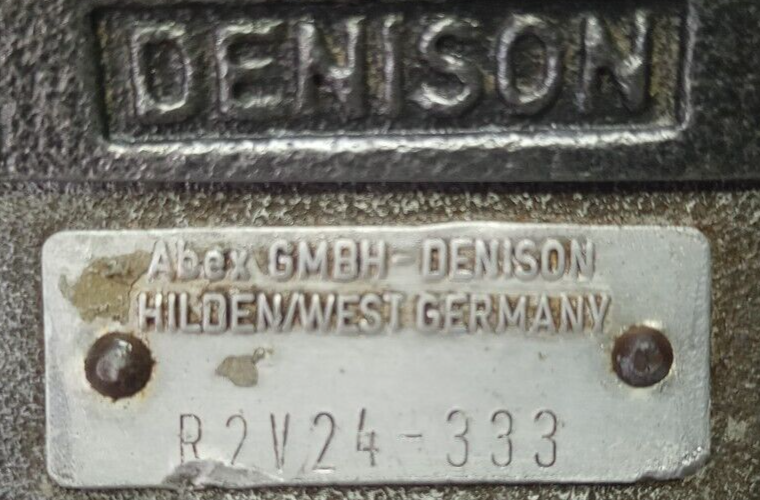 DENISON
Abex GMBH-DENISON
HILDEN/WEST GERMANY
R2V24-333